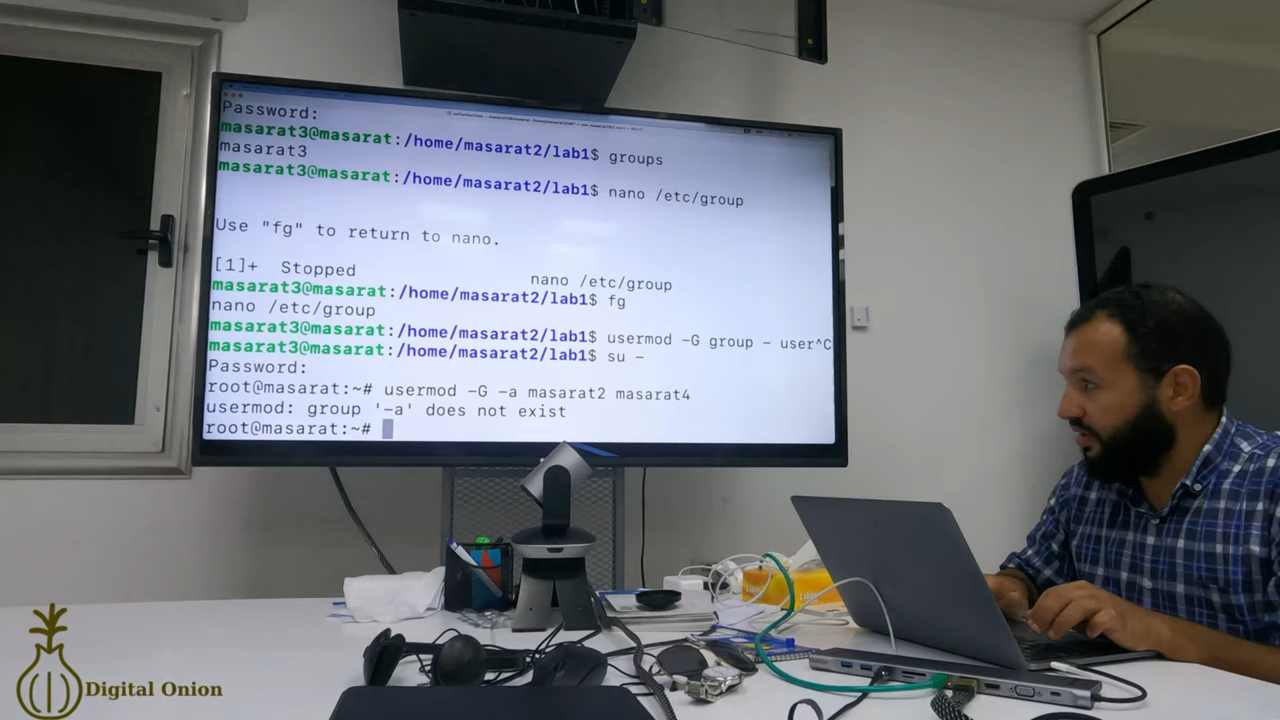 Password:
masarat3@masarat:/home/masarat2/lab1$ groups
masarat3
masarat3@masarat:/home/masarat2/lab1$ nano /etc/group
Use "fg" to return to nano.
[1]+ Stopped nano /etc/group
masarat3@masarat:/home/masarat2/lab1$ fg
nano /etc/group
masarat3@masarat:/home/masarat2/lab1$ usermod -G group - user^C
masarat3@masarat:/home/masarat2/lab1$ su -
Password:
root@masarat:~# usermod -G -a masarat2 masarat4
usermod: group '-a' does not exist
root@masarat:~#
Digital Onion